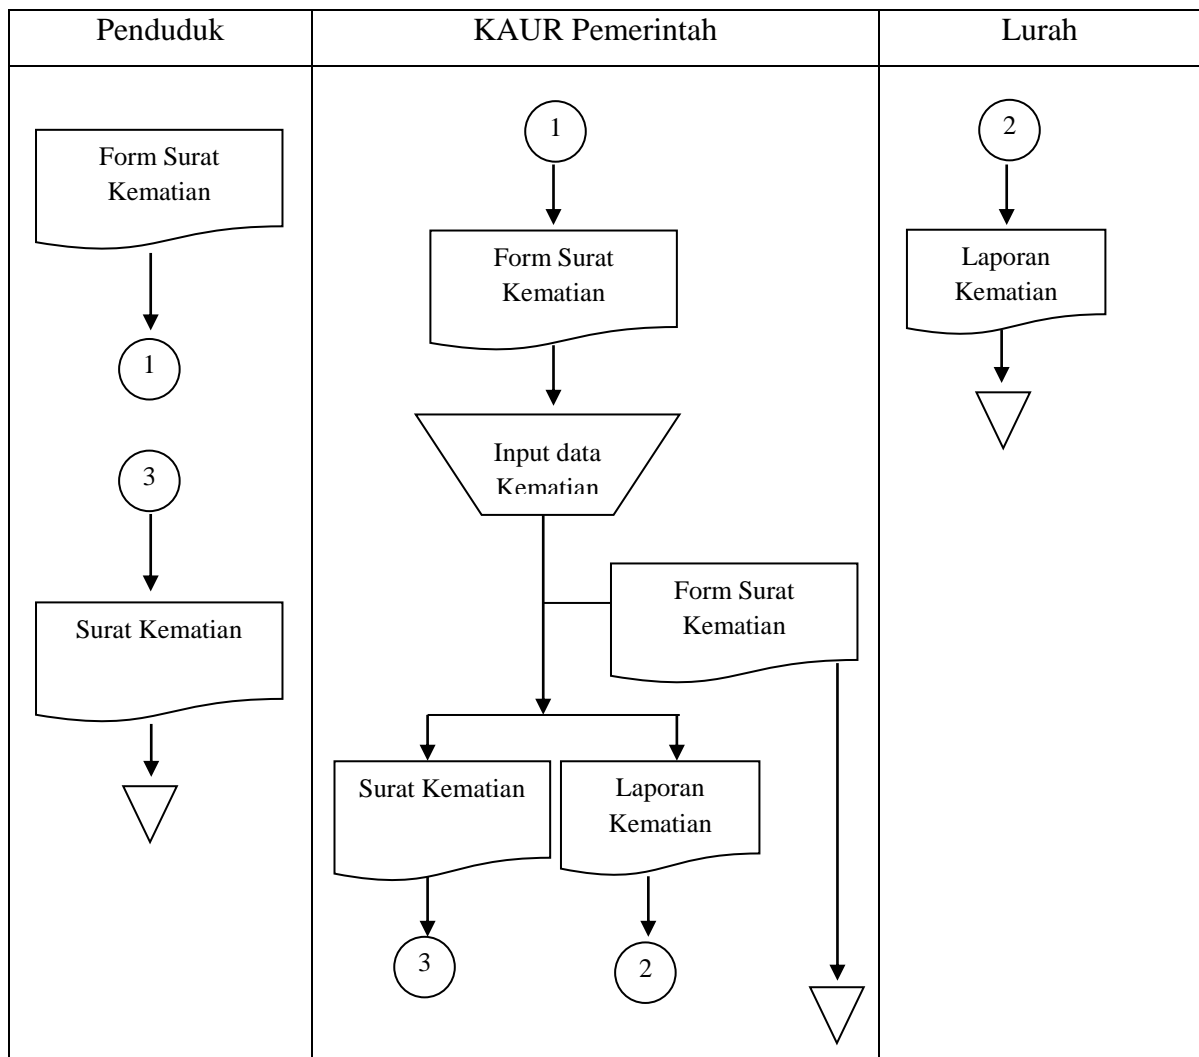 Penduduk
KAUR Pemerintah
Lurah
Form Surat
Kematian
1
3
Surat Kematian
1
Form Surat
Kematian
Input data
Kematian
Form Surat
Kematian
Surat Kematian
Laporan
Kematian
3
2
2
Laporan
Kematian